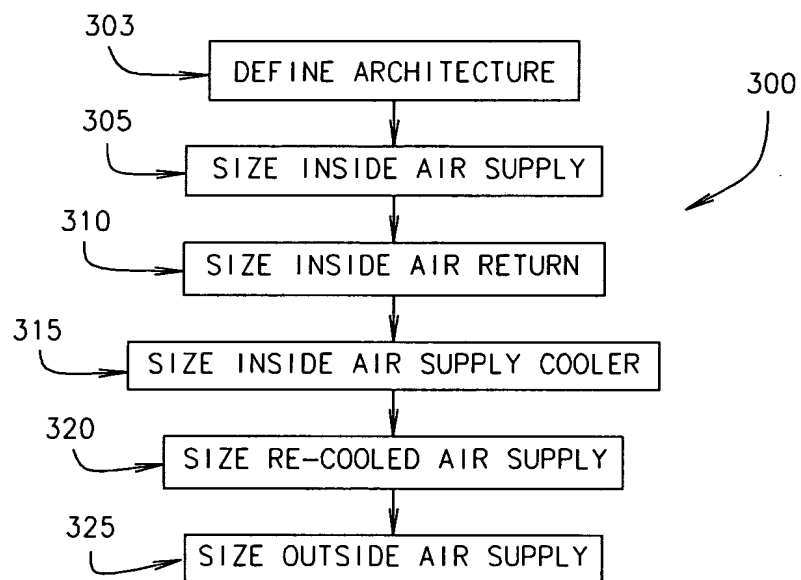 303
DEFINE ARCHITECTURE
300
305
SIZE INSIDE AIR SUPPLY
310
SIZE INSIDE AIR RETURN
315
SIZE INSIDE AIR SUPPLY COOLER
320
SIZE RE-COOLED AIR SUPPLY
325
SIZE OUTSIDE AIR SUPPLY